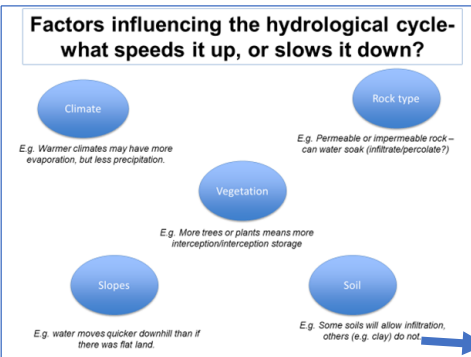 Factors influencing the hydrological cycle-
what speeds it up, or slows it down?
Climate
E.g. Warmer climates may have more
evaporation, but less precipitation.
Rock type
E.g. Permeable or impermeable rock –
can water soak (infiltrate/percolate?)
Vegetation
E.g. More trees or plants means more
interception/interception storage
Slopes
E.g. water moves quicker downhill than if
there was flat land.
Soil
E.g. Some soils will allow infiltration,
others (e.g. clay) do not.